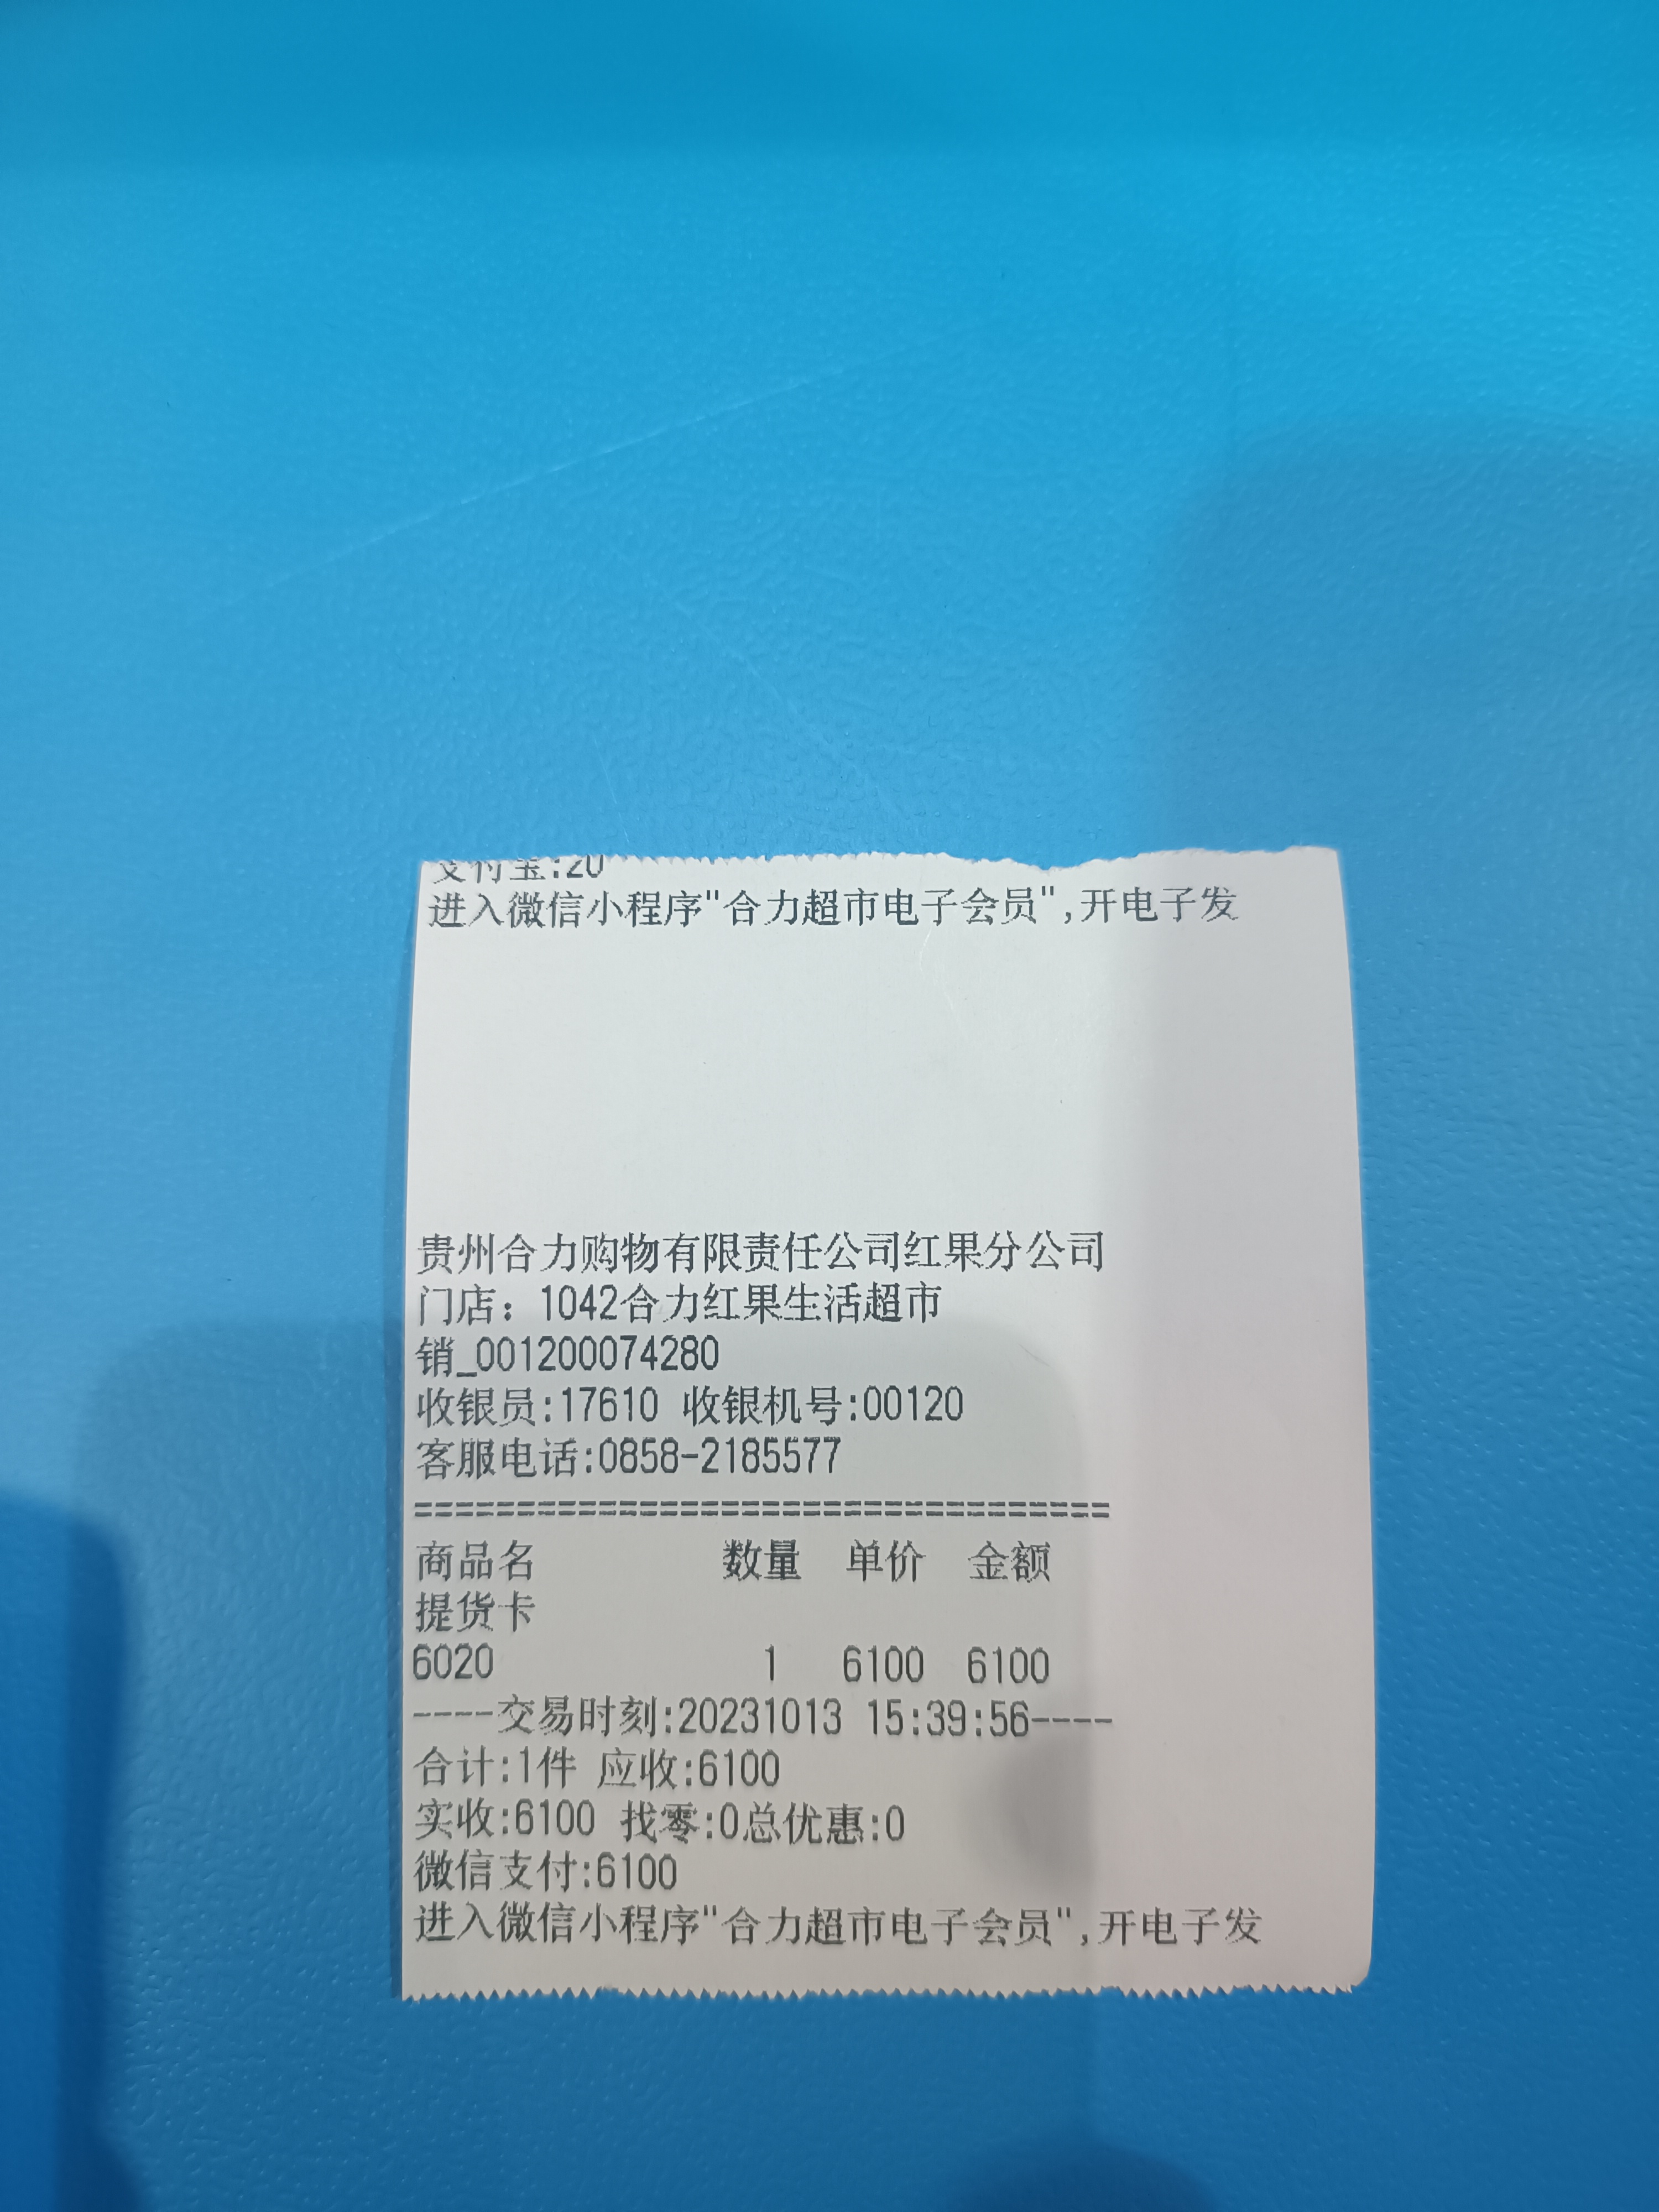 支付宝:20
进入微信小程序"合力超市电子会员",开电子发
贵州合力购物有限责任公司红果分公司
门店：1042合力红果生活超市
销_001200074280
收银员:17610 收银机号:00120
客服电话:0858-2185577
==================================
商品名 数量 单价 金额
提货卡
6020 1 6100 6100
----交易时刻:20231013 15:39:56----
合计:1件 应收:6100
实收:6100 找零:0总优惠:0
微信支付:6100
进入微信小程序"合力超市电子会员",开电子发